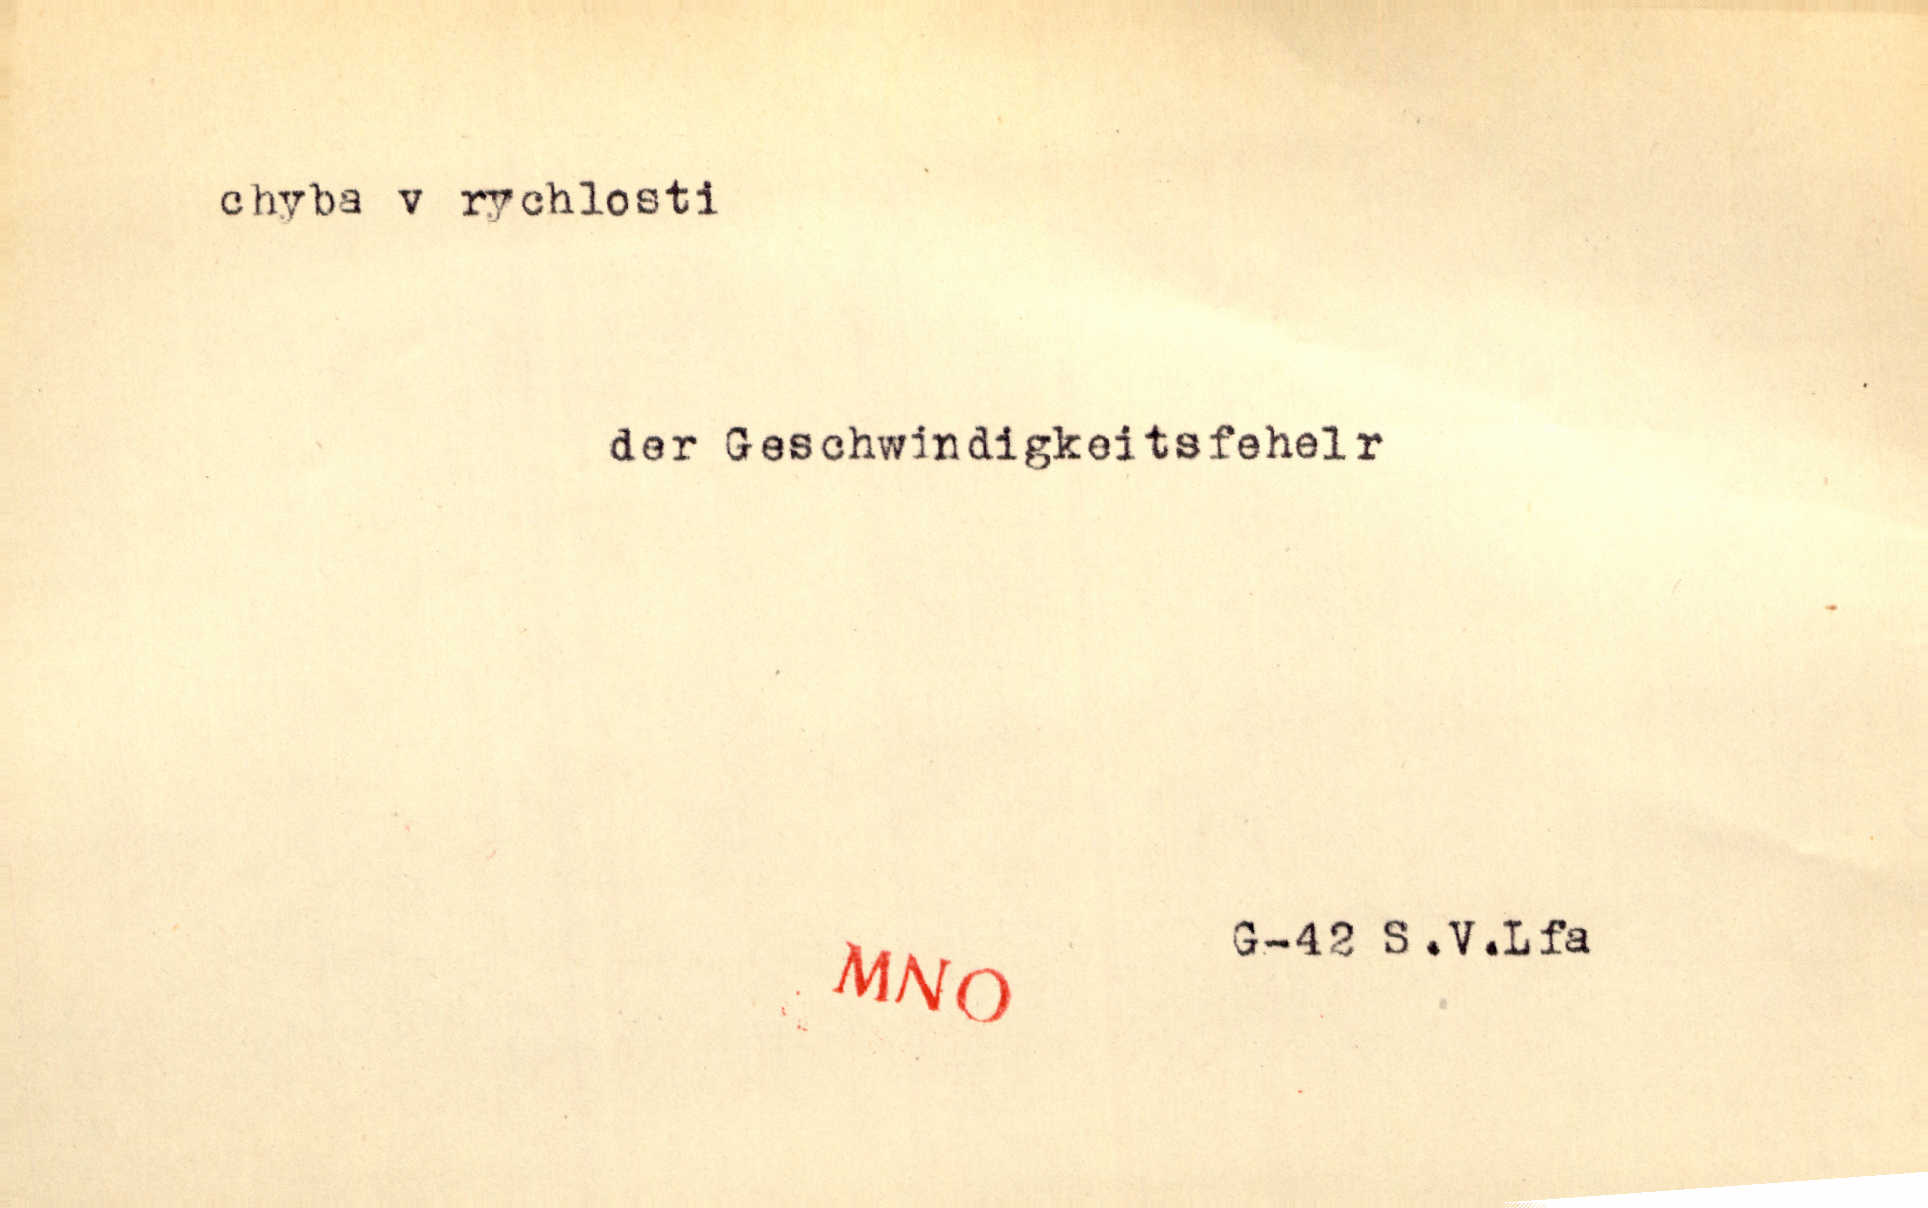 chyba v rychlosti
der Geschwindigkeitsfehelr
G-42 S.V.Lfa
MNO